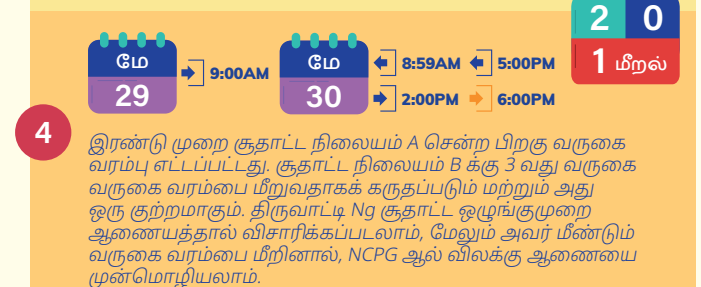 2 0
1 மீறல்
மே
29
9:00AM
மே
30
8:59AM 5:00PM
2:00PM 6:00PM
4
இரண்டு முறை சூதாட்ட நிலையம் A சென்ற பிறகு வருகை
வரம்பு எட்டப்பட்டது. சூதாட்ட நிலையம் B க்கு 3 வது வருகை
வருகை வரம்பை மீறுவதாகக் கருதப்படும் மற்றும் அது
ஒரு குற்றமாகும். திருவாட்டி Ng சூதாட்ட ஒழுங்குமுறை
ஆணையத்தால் விசாரிக்கப்படலாம், மேலும் அவர் மீண்டும்
வருகை வரம்பை மீறினால், NCPG ஆல் விலக்கு ஆணையை
முன்மொழியலாம்.